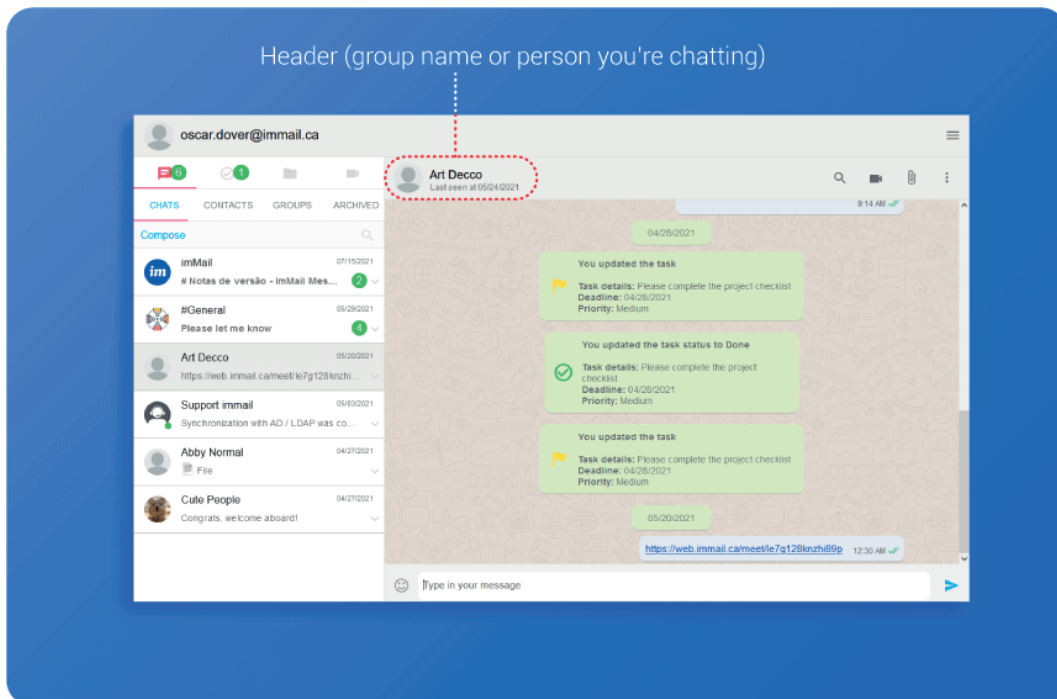 Header (group name or person you're chatting)
oscar.dover@immail.ca
6
1
Art Decco
Last seen at 05/24/2021
CHATS CONTACTS GROUPS ARCHIVED
Compose
im
imMail 07/15/2021
# Notas de versão - imMail Mes... 2
#General 05/29/2021
Please let me know 4
Art Decco 05/20/2021
https://web.immail.ca/meet/le7g128knzhi...
Support immail 05/03/2021
Synchronization with AD / LDAP was co...
Abby Normal 04/27/2021
File
Cute People 04/27/2021
Congrats, welcome aboard!
9:14 AM
04/28/2021
You updated the task
Task details: Please complete the project checklist
Deadline: 04/28/2021
Priority: Medium
You updated the task status to Done
Task details: Please complete the project
checklist
Deadline: 04/28/2021
Priority: Medium
You updated the task
Task details: Please complete the project checklist
Deadline: 04/28/2021
Priority: Medium
05/20/2021
https://web.immail.ca/meet/le7g128knzhi89p 12:30 AM
Type in your message